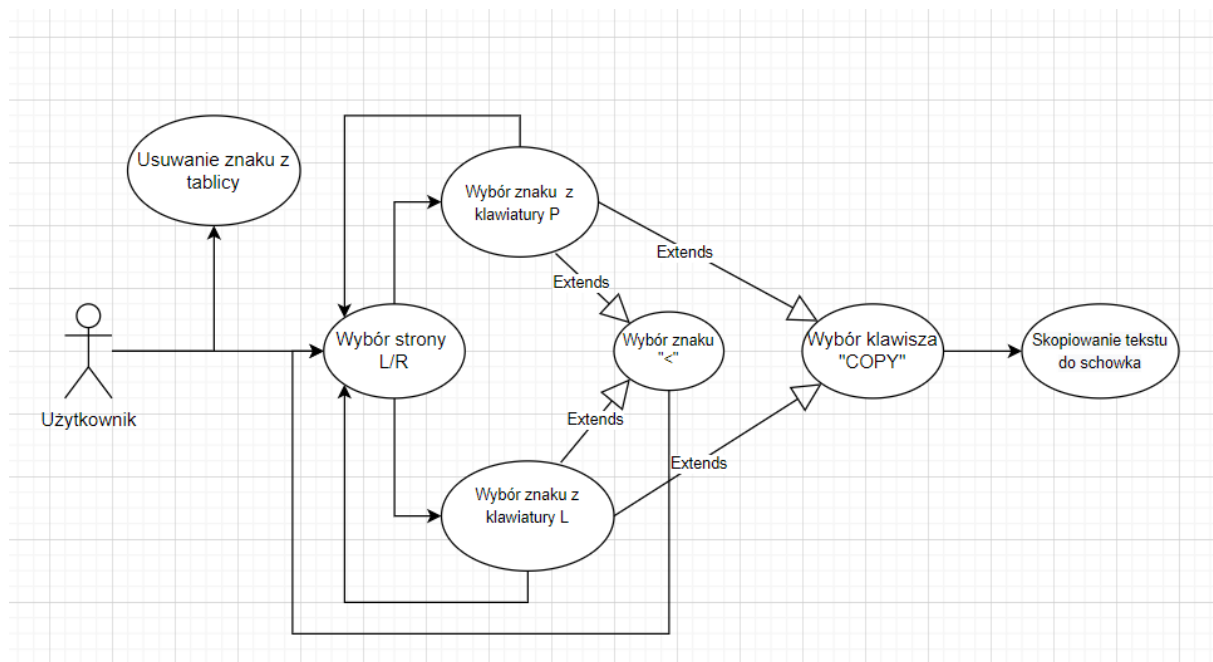 Usuwanie znaku z
tablicy
Wybór znaku z
klawiatury P
Extends
Extends
Wybór strony
L/R
Wybór znaku
"<"
Wybór klawisza
"COPY"
Skopiowanie tekstu
do schowka
Użytkownik
Extends
Extends
Wybór znaku z
klawiatury L